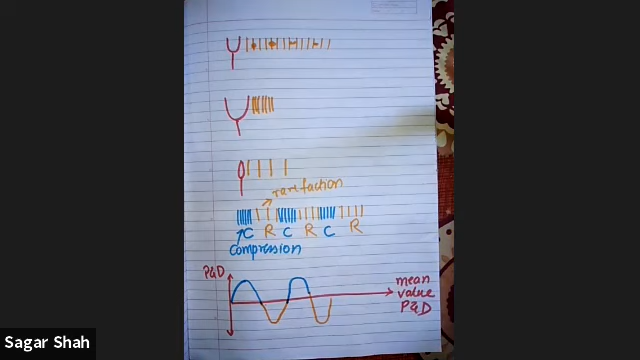 rarefaction
C R C R C R
Compression
P&D
mean
value
P&D
Sagar Shah